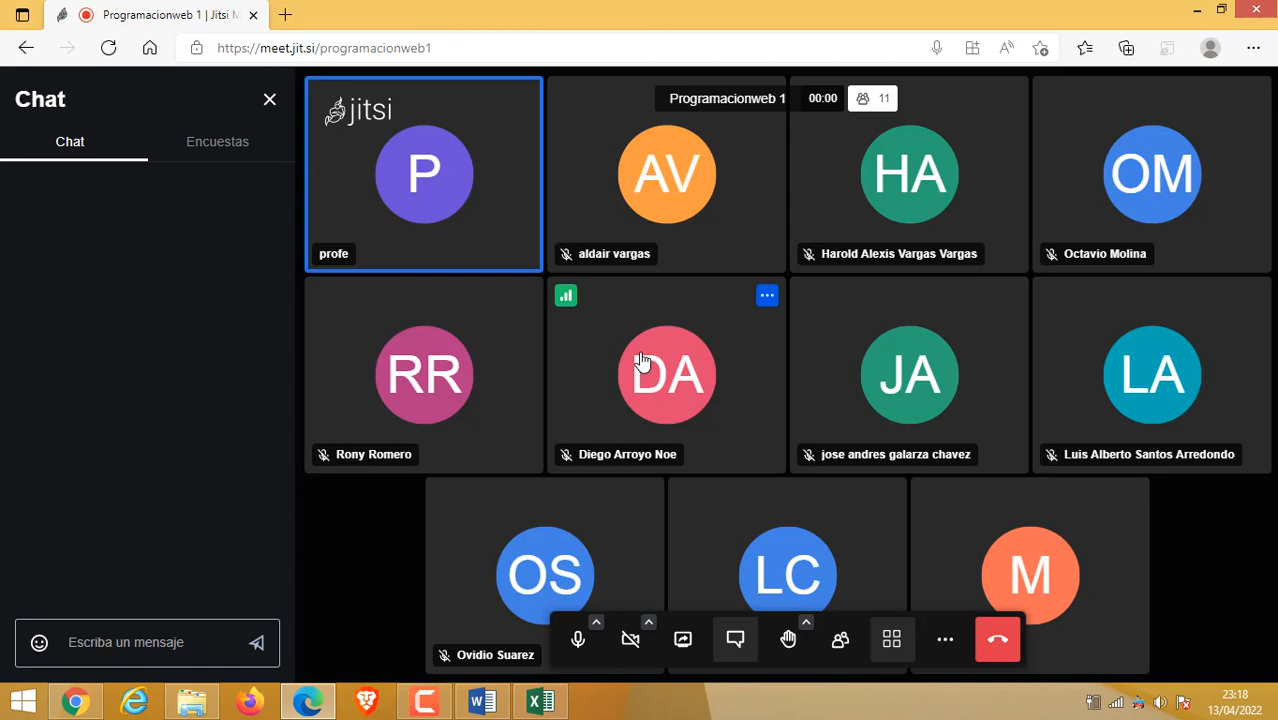 Programacionweb 1 | Jitsi M
https://meet.jit.si/programacionweb1
Chat
Chat
Encuestas
Escriba un mensaje
jitsi
Programacionweb 1
00:00
11
P
profe
AV
aldair vargas
HA
Harold Alexis Vargas Vargas
OM
Octavio Molina
RR
Rony Romero
DA
Diego Arroyo Noe
JA
jose andres galarza chavez
LA
Luis Alberto Santos Arredondo
OS
Ovidio Suarez
LC
M
23:18
13/04/2022